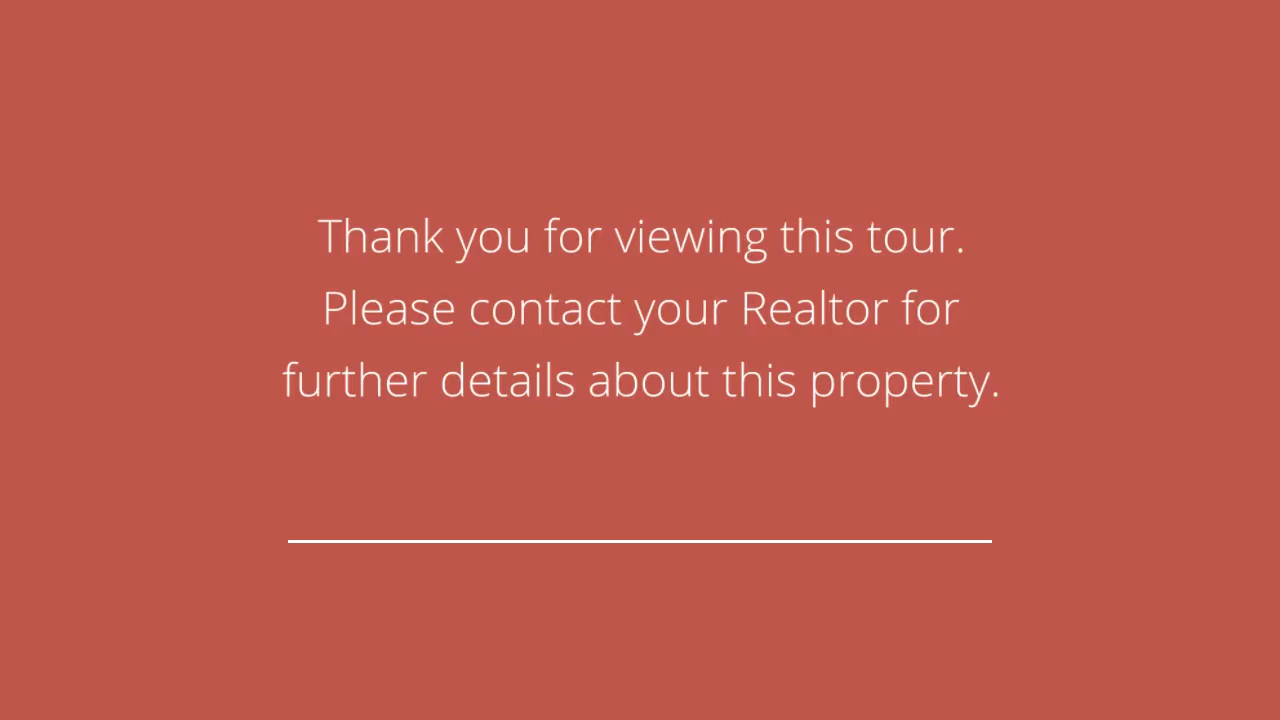 Thank you for viewing this tour.
Please contact your Realtor for
further details about this property.